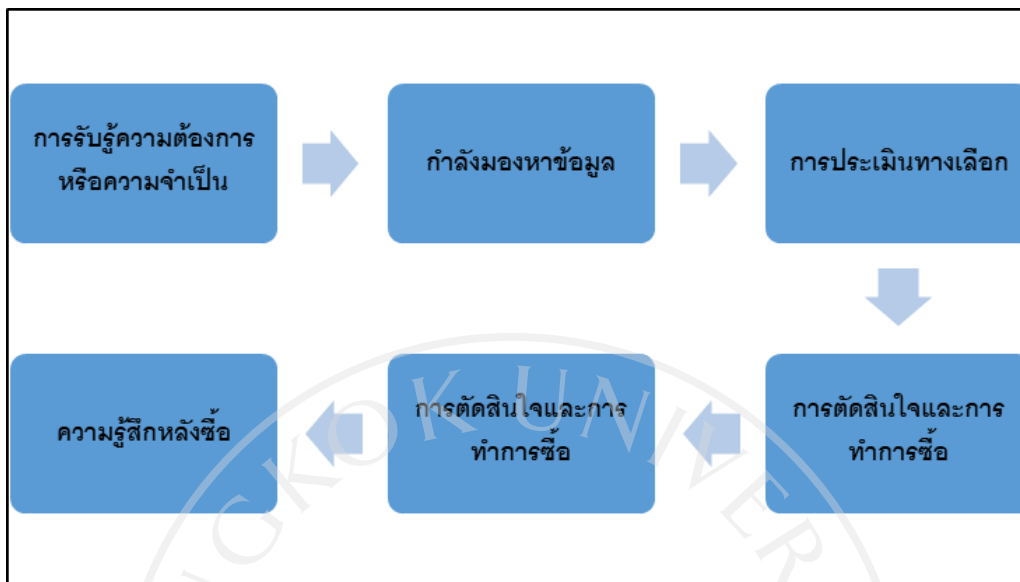 การรับรู้ความต้องการ
หรือความจำเป็น
กำลังมองหาข้อมูล
การประเมินทางเลือก
การตัดสินใจและการ
ทำการซื้อ
การตัดสินใจและการ
ทำการซื้อ
ความรู้สึกหลังซื้อ
NGKOK UNIVER